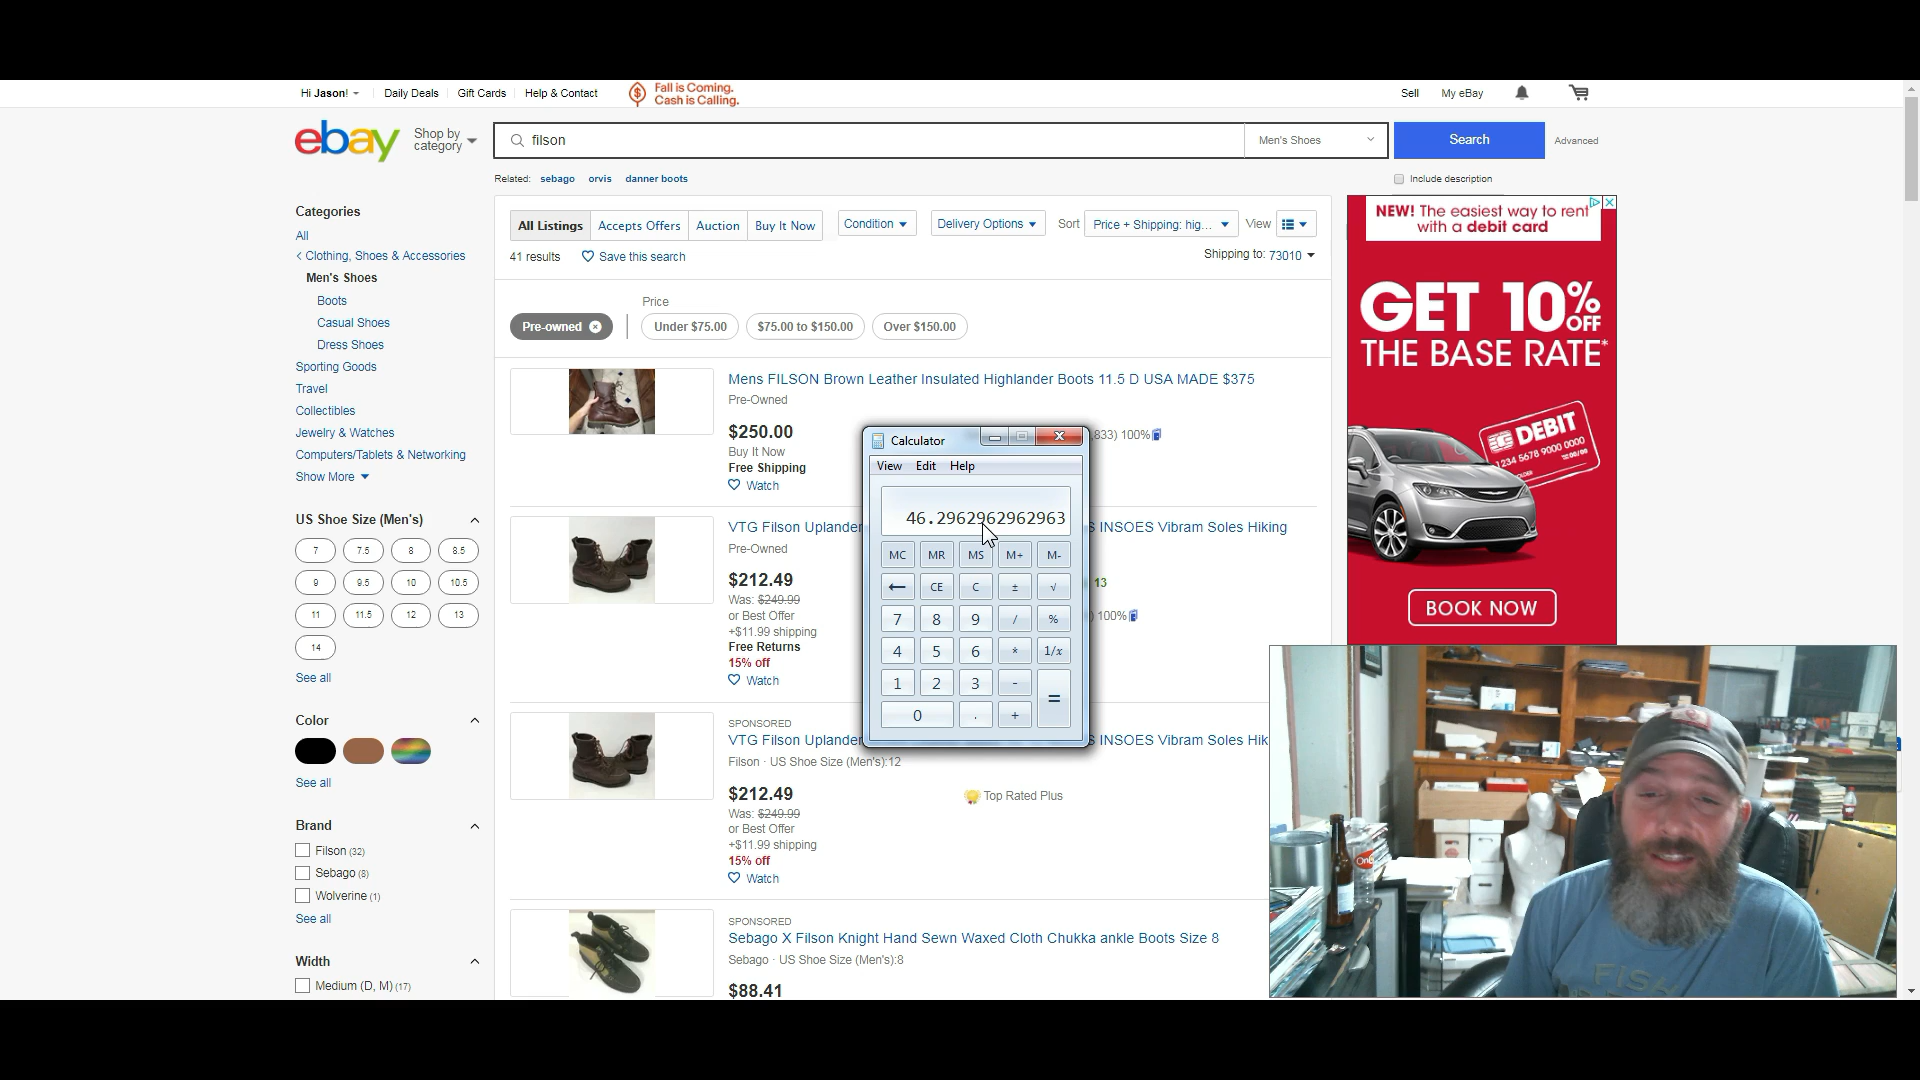 Hi Jason!
Daily Deals
Gift Cards
Help & Contact
Fall is Coming.
Cash is Calling.
Sell
My eBay
ebay
Shop by
category
filson
Men's Shoes
Search
Advanced
Related: sebago orvis danner boots
Include description
Categories
All
Clothing, Shoes & Accessories
Men's Shoes
Boots
Casual Shoes
Dress Shoes
Sporting Goods
Travel
Collectibles
Jewelry & Watches
Computers/Tablets & Networking
Show More
US Shoe Size (Men's)
7 7.5 8 8.5
9 9.5 10 10.5
11 11.5 12 13
14
See all
Color
See all
Brand
Filson (32)
Sebago (8)
Wolverine (1)
See all
Width
Medium (D, M) (17)
All Listings Accepts Offers Auction Buy It Now
Condition
Delivery Options
Sort Price + Shipping: hig...
View
41 results
Save this search
Shipping to: 73010
Price
Pre-owned
Under $75.00
$75.00 to $150.00
Over $150.00
Mens FILSON Brown Leather Insulated Highlander Boots 11.5 D USA MADE $375
Pre-Owned
$250.00
Buy It Now
Free Shipping
Watch
,833) 100%
VTG Filson Uplander
INSOES Vibram Soles Hiking
Pre-Owned
$212.49
Was: $249.99
or Best Offer
+$11.99 shipping
Free Returns
15% off
Watch
13
) 100%
SPONSORED
VTG Filson Uplander
INSOES Vibram Soles Hik
Filson · US Shoe Size (Men's):12
$212.49
Was: $249.99
or Best Offer
+$11.99 shipping
15% off
Watch
Top Rated Plus
SPONSORED
Sebago X Filson Knight Hand Sewn Waxed Cloth Chukka ankle Boots Size 8
Sebago · US Shoe Size (Men's):8
$88.41
Calculator
View Edit Help
46.2962962962963
MC MR MS M+ M-
← CE C ± √
7 8 9 / %
4 5 6 * 1/x
1 2 3 - =
0 . +
NEW! The easiest way to rent
with a debit card
GET 10%
OFF
THE BASE RATE*
DEBIT
1234 5678 9000 0000
BOOK NOW
FISH